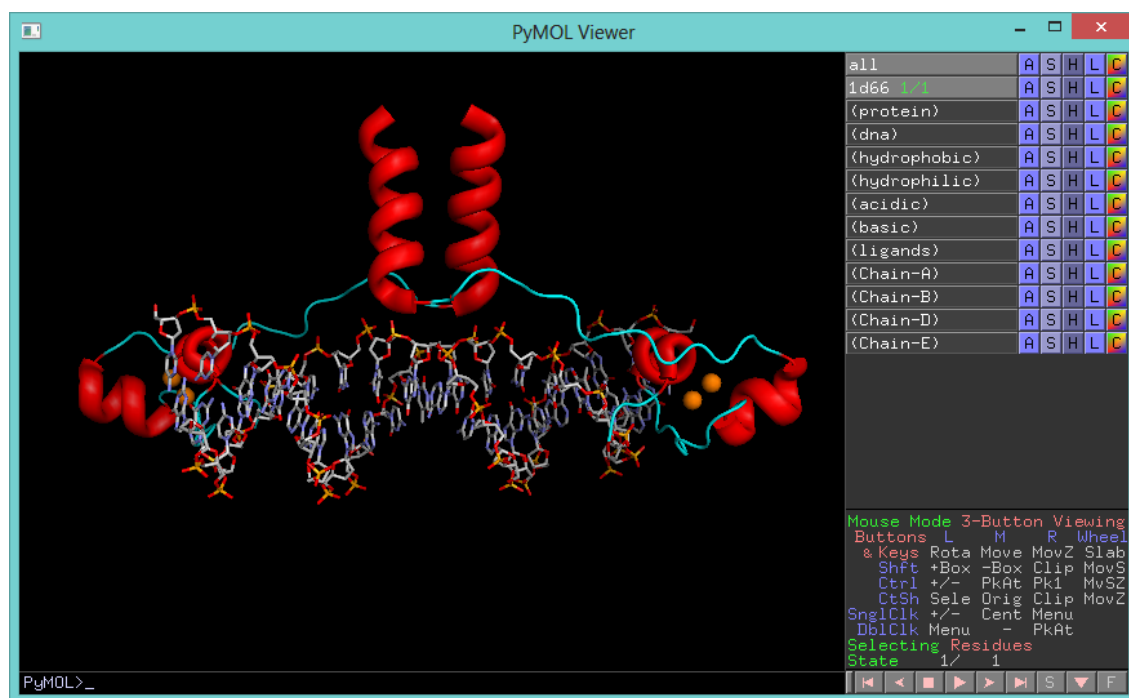 PyMOL Viewer
all A S H L C
1d66 1/1 A S H L C
(protein) A S H L C
(dna) A S H L C
(hydrophobic) A S H L C
(hydrophilic) A S H L C
(acidic) A S H L C
(basic) A S H L C
(ligands) A S H L C
(Chain-A) A S H L C
(Chain-B) A S H L C
(Chain-D) A S H L C
(Chain-E) A S H L C
Mouse Mode 3-Button Viewing
Buttons L M R Wheel
& Keys Rota Move MovZ Slab
Shft +Box -Box Clip MovS
Ctrl +/- PkAt Pk1 MvSZ
CtSh Sele Orig Clip MovZ
SnglClk +/- Cent Menu
DblClk Menu - PkAt
Selecting Residues
State 1/ 1
PyMOL>_ S F